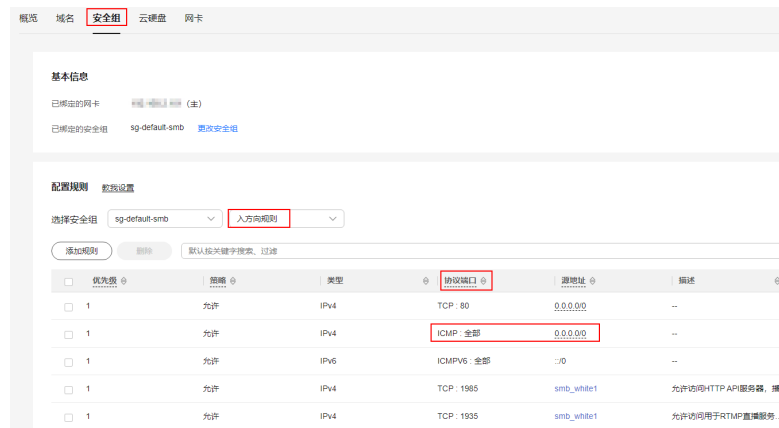 概览 域名 安全组 云硬盘 网卡
基本信息
已绑定的网卡 (主)
已绑定的安全组 sg-default-smb 更改安全组
配置规则 教我设置
选择安全组 sg-default-smb 入方向规则
添加规则 删除 默认按关键字搜索、过滤
优先级 策略 类型 协议端口 源地址 描述
1 允许 IPv4 TCP : 80 0.0.0.0/0 --
1 允许 IPv4 ICMP : 全部 0.0.0.0/0 --
1 允许 IPv6 ICMPV6 : 全部 ::/0 --
1 允许 IPv4 TCP : 1985 smb_white1 允许访问HTTP API服务器，
1 允许 IPv4 TCP : 1935 smb_white1 允许访问用于RTMP直播服务...